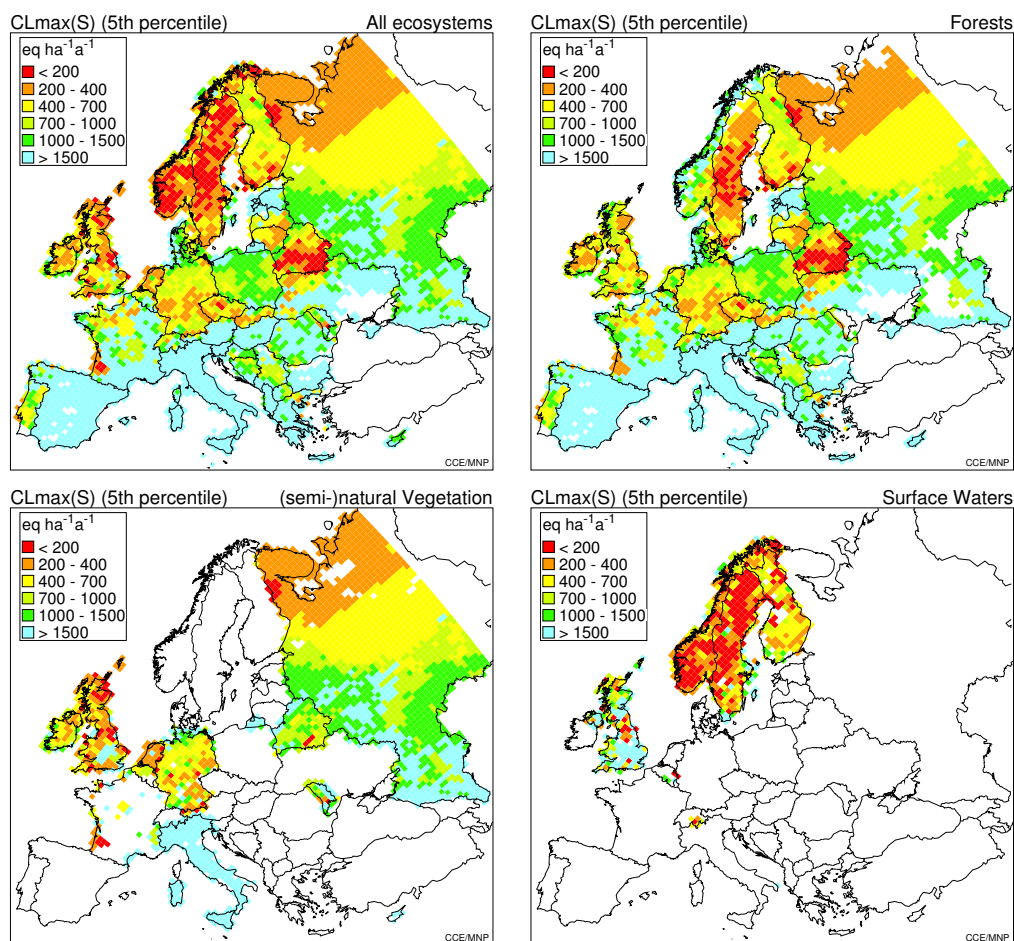 CLmax(S) (5th percentile) All ecosystems
eq ha-1a-1
< 200
200 - 400
400 - 700
700 - 1000
1000 - 1500
> 1500
CCE/MNP
CLmax(S) (5th percentile) Forests
eq ha-1a-1
< 200
200 - 400
400 - 700
700 - 1000
1000 - 1500
> 1500
CCE/MNP
CLmax(S) (5th percentile) (semi-)natural Vegetation
eq ha-1a-1
< 200
200 - 400
400 - 700
700 - 1000
1000 - 1500
> 1500
CCE/MNP
CLmax(S) (5th percentile) Surface Waters
eq ha-1a-1
< 200
200 - 400
400 - 700
700 - 1000
1000 - 1500
> 1500
CCE/MNP